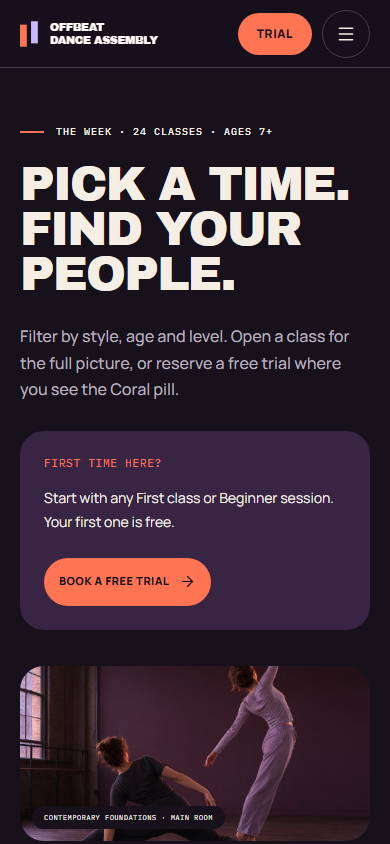 OFFBEAT
DANCE ASSEMBLY
TRIAL
THE WEEK · 24 CLASSES · AGES 7+
PICK A TIME.
FIND YOUR
PEOPLE.
Filter by style, age and level. Open a class for
the full picture, or reserve a free trial where
you see the Coral pill.
FIRST TIME HERE?
Start with any First class or Beginner session.
Your first one is free.
BOOK A FREE TRIAL →
CONTEMPORARY FOUNDATIONS · MAIN ROOM